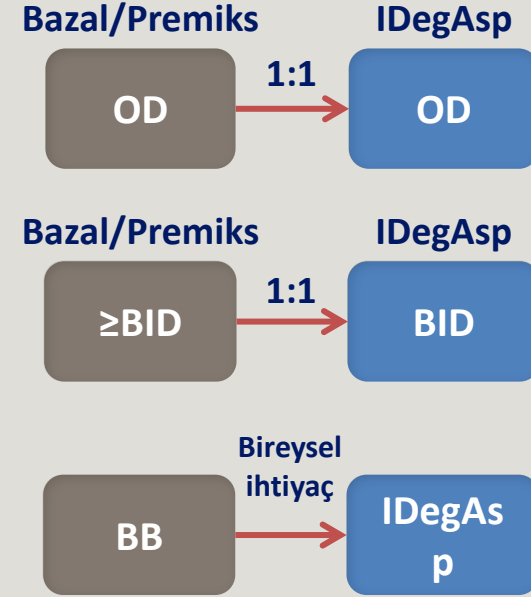 Bazal/Premiks IDegAsp
1:1
OD OD
Bazal/Premiks IDegAsp
1:1
≥BID BID
Bireysel
ihtiyaç
BB IDegAs
p